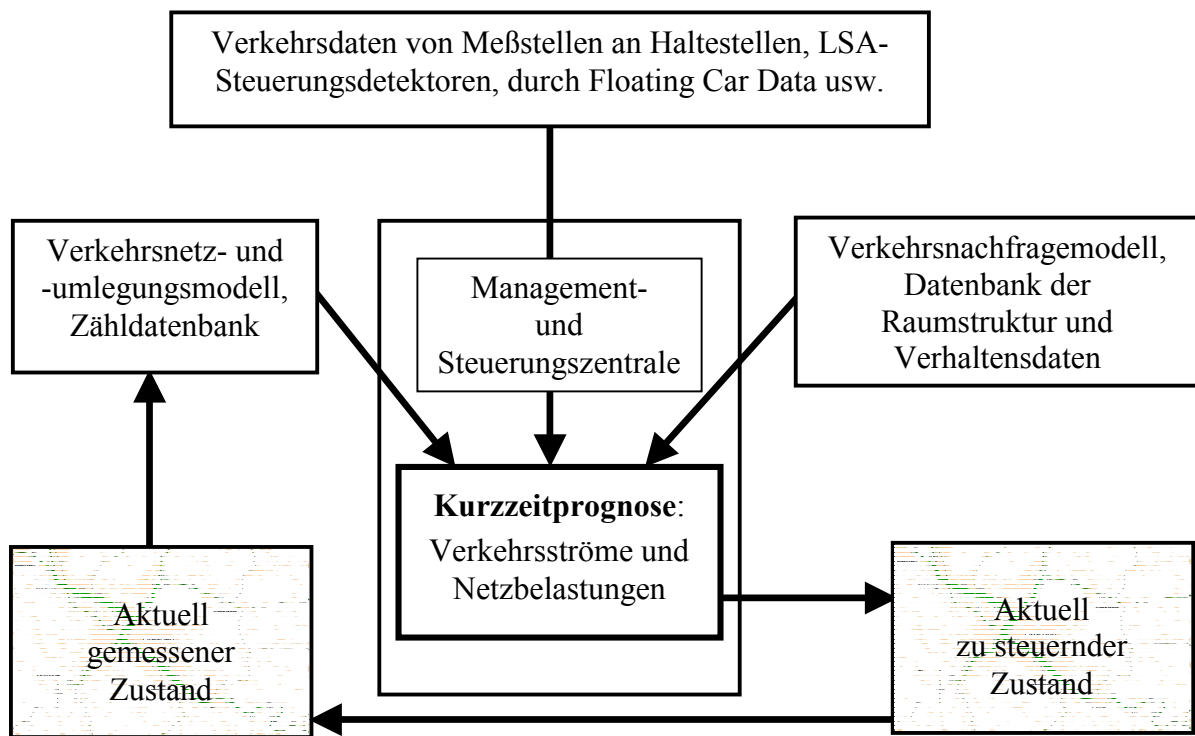 Verkehrsdaten von Meßstellen an Haltestellen, LSA-
Steuerungsdetektoren, durch Floating Car Data usw.
Verkehrsnetz- und
-umlegungsmodell,
Zähldatenbank
Management-
und
Steuerungszentrale
Verkehrsnachfragemodell,
Datenbank der
Raumstruktur und
Verhaltensdaten
Kurzzeitprognose:
Verkehrsströme und
Netzbelastungen
Aktuell
gemessener
Zustand
Aktuell
zu steuernder
Zustand